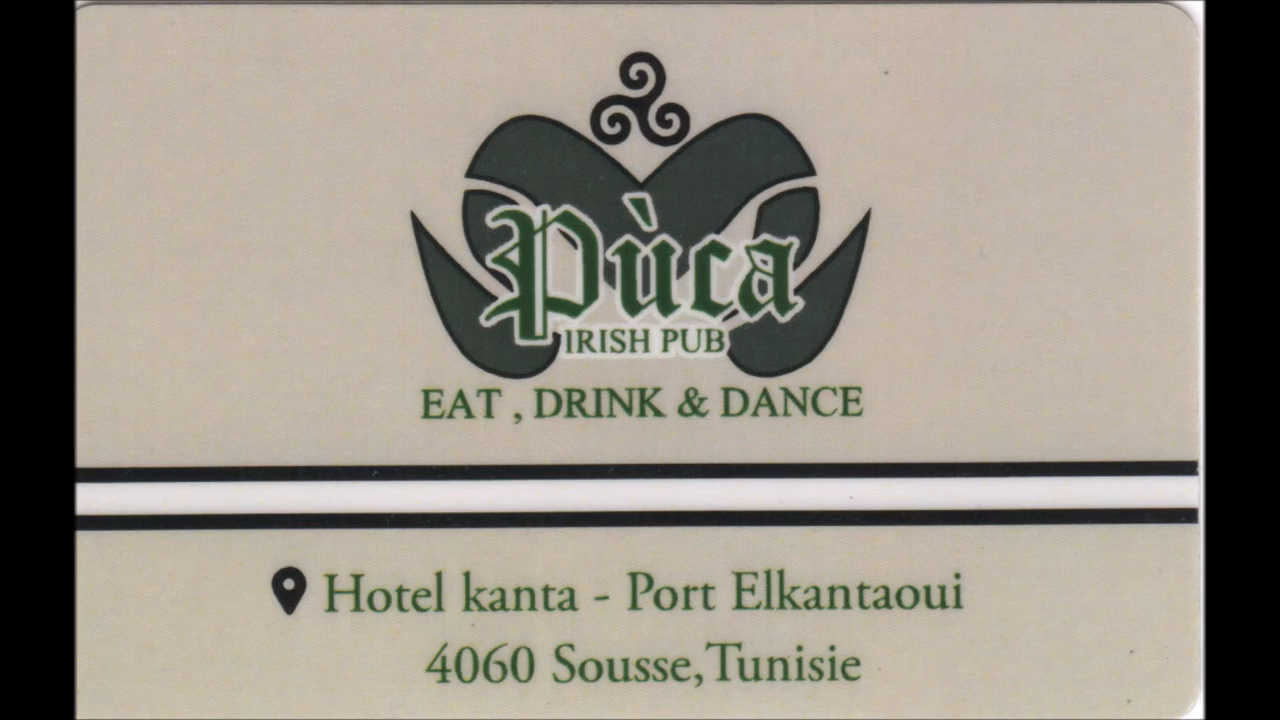 Pùca
IRISH PUB
EAT , DRINK & DANCE
Hotel kanta - Port Elkantaoui
4060 Sousse,Tunisie